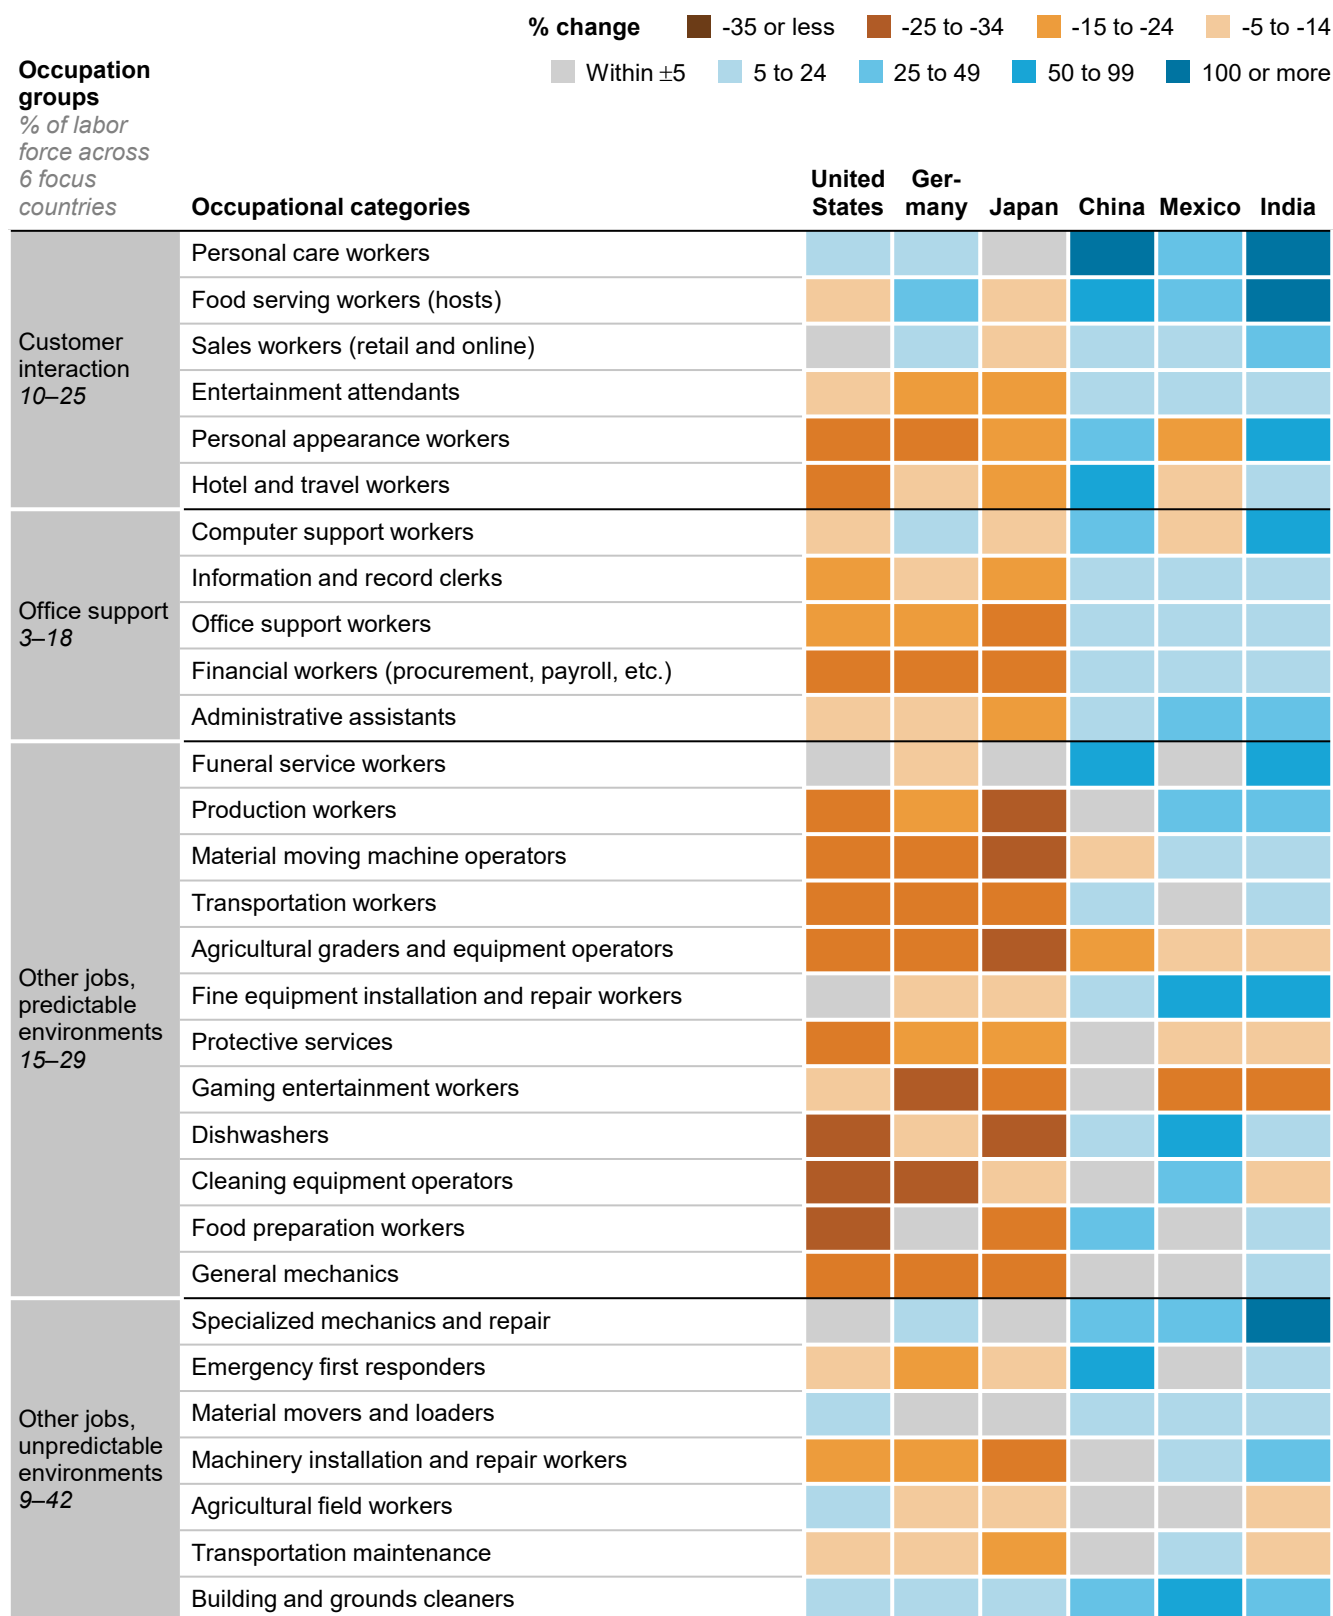 % change -35 or less -25 to -34 -15 to -24 -5 to -14
Within ±5 5 to 24 25 to 49 50 to 99 100 or more
Occupation
groups
% of labor
force across
6 focus
countries
Occupational categories
United
States
Ger-
many
Japan
China
Mexico
India
Customer
interaction
10–25
Personal care workers
Food serving workers (hosts)
Sales workers (retail and online)
Entertainment attendants
Personal appearance workers
Hotel and travel workers
Office support
3–18
Computer support workers
Information and record clerks
Office support workers
Financial workers (procurement, payroll, etc.)
Administrative assistants
Other jobs,
predictable
environments
15–29
Funeral service workers
Production workers
Material moving machine operators
Transportation workers
Agricultural graders and equipment operators
Fine equipment installation and repair workers
Protective services
Gaming entertainment workers
Dishwashers
Cleaning equipment operators
Food preparation workers
General mechanics
Other jobs,
unpredictable
environments
9–42
Specialized mechanics and repair
Emergency first responders
Material movers and loaders
Machinery installation and repair workers
Agricultural field workers
Transportation maintenance
Building and grounds cleaners